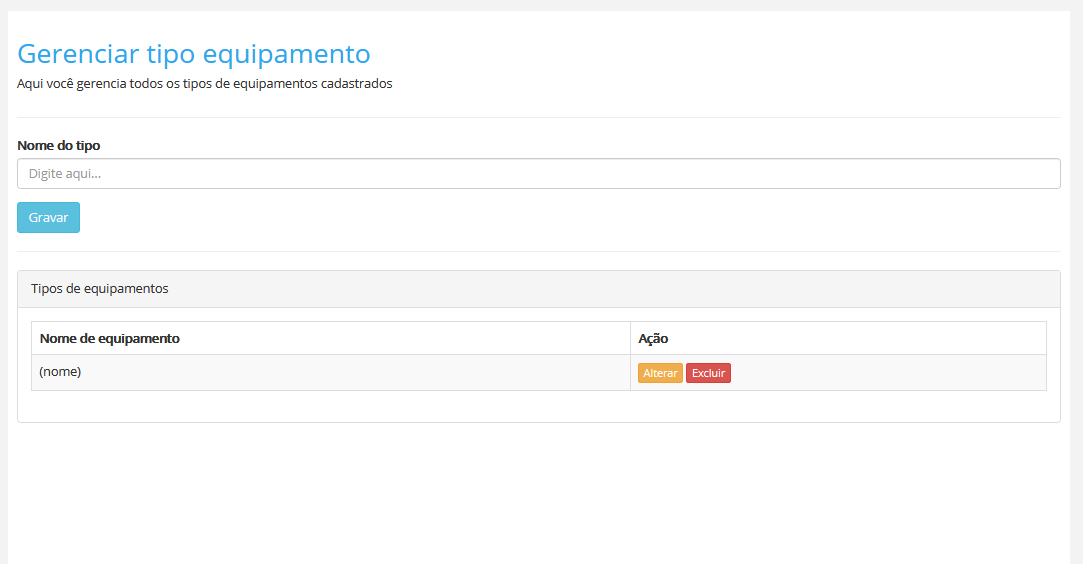 Gerenciar tipo equipamento
Aqui você gerencia todos os tipos de equipamentos cadastrados
Nome do tipo
Digite aqui...
Gravar
Tipos de equipamentos
Nome de equipamento Ação
(nome) Alterar Excluir